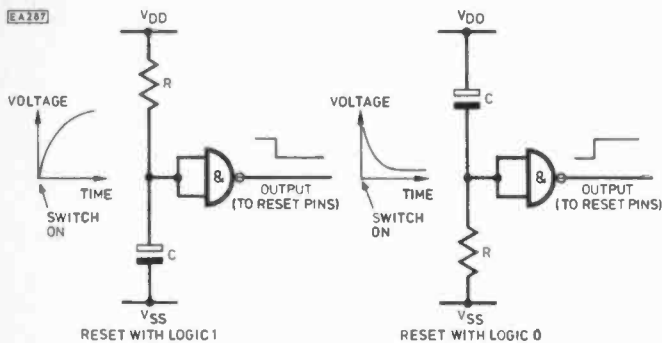 EA287
VDD
R
VOLTAGE
TIME
SWITCH
ON
&
OUTPUT
(TO RESET PINS)
C
VSS
RESET WITH LOGIC 1
VDD
C
VOLTAGE
TIME
SWITCH
ON
&
OUTPUT
(TO RESET PINS)
R
VSS
RESET WITH LOGIC 0